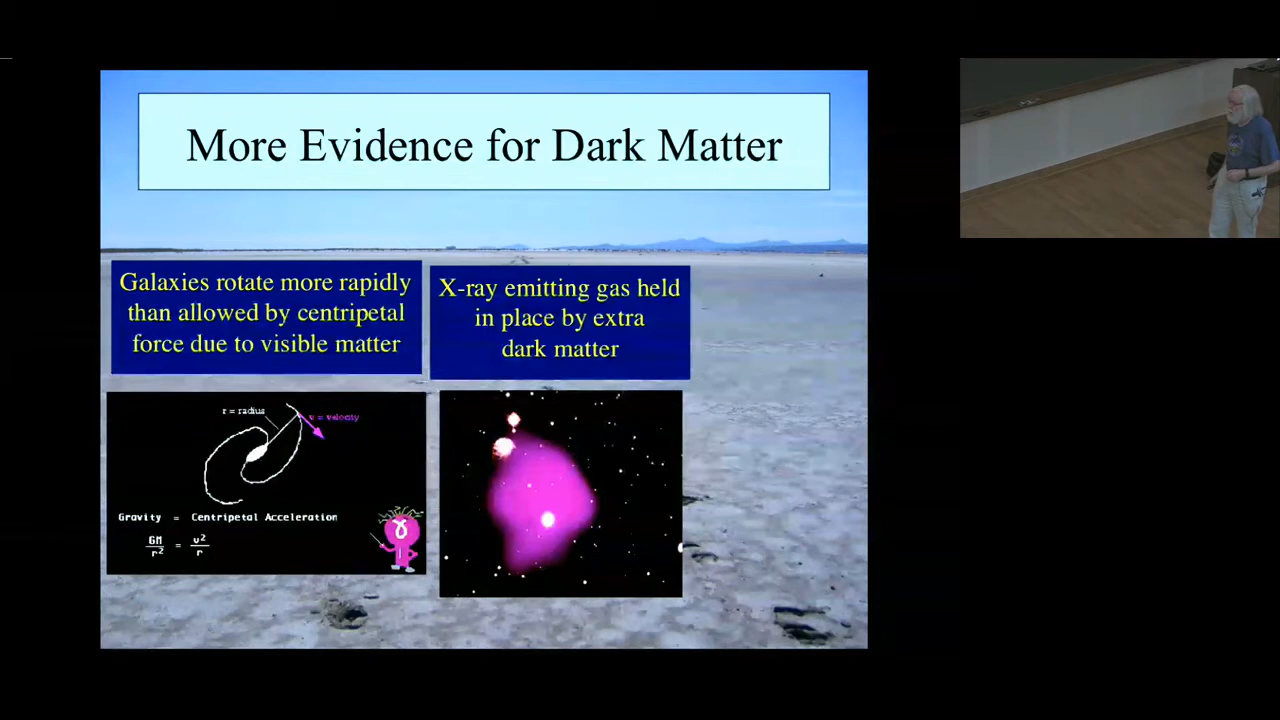 More Evidence for Dark Matter
Galaxies rotate more rapidly
than allowed by centripetal
force due to visible matter
X-ray emitting gas held
in place by extra
dark matter
r = radius
v = velocity
Gravity = Centripetal Acceleration
GM
r² = v²
r
γ